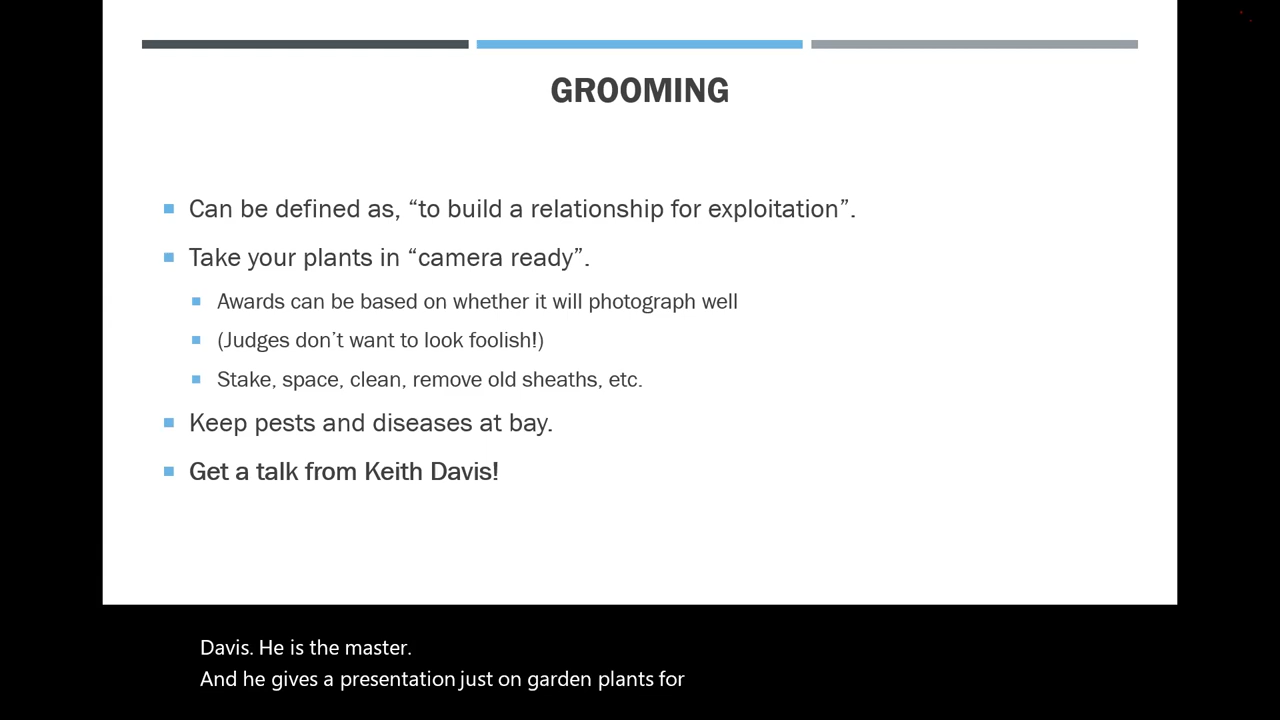 GROOMING
Can be defined as, “to build a relationship for exploitation”.
Take your plants in “camera ready”.
Awards can be based on whether it will photograph well
(Judges don’t want to look foolish!)
Stake, space, clean, remove old sheaths, etc.
Keep pests and diseases at bay.
Get a talk from Keith Davis!
Davis. He is the master.
And he gives a presentation just on garden plants for